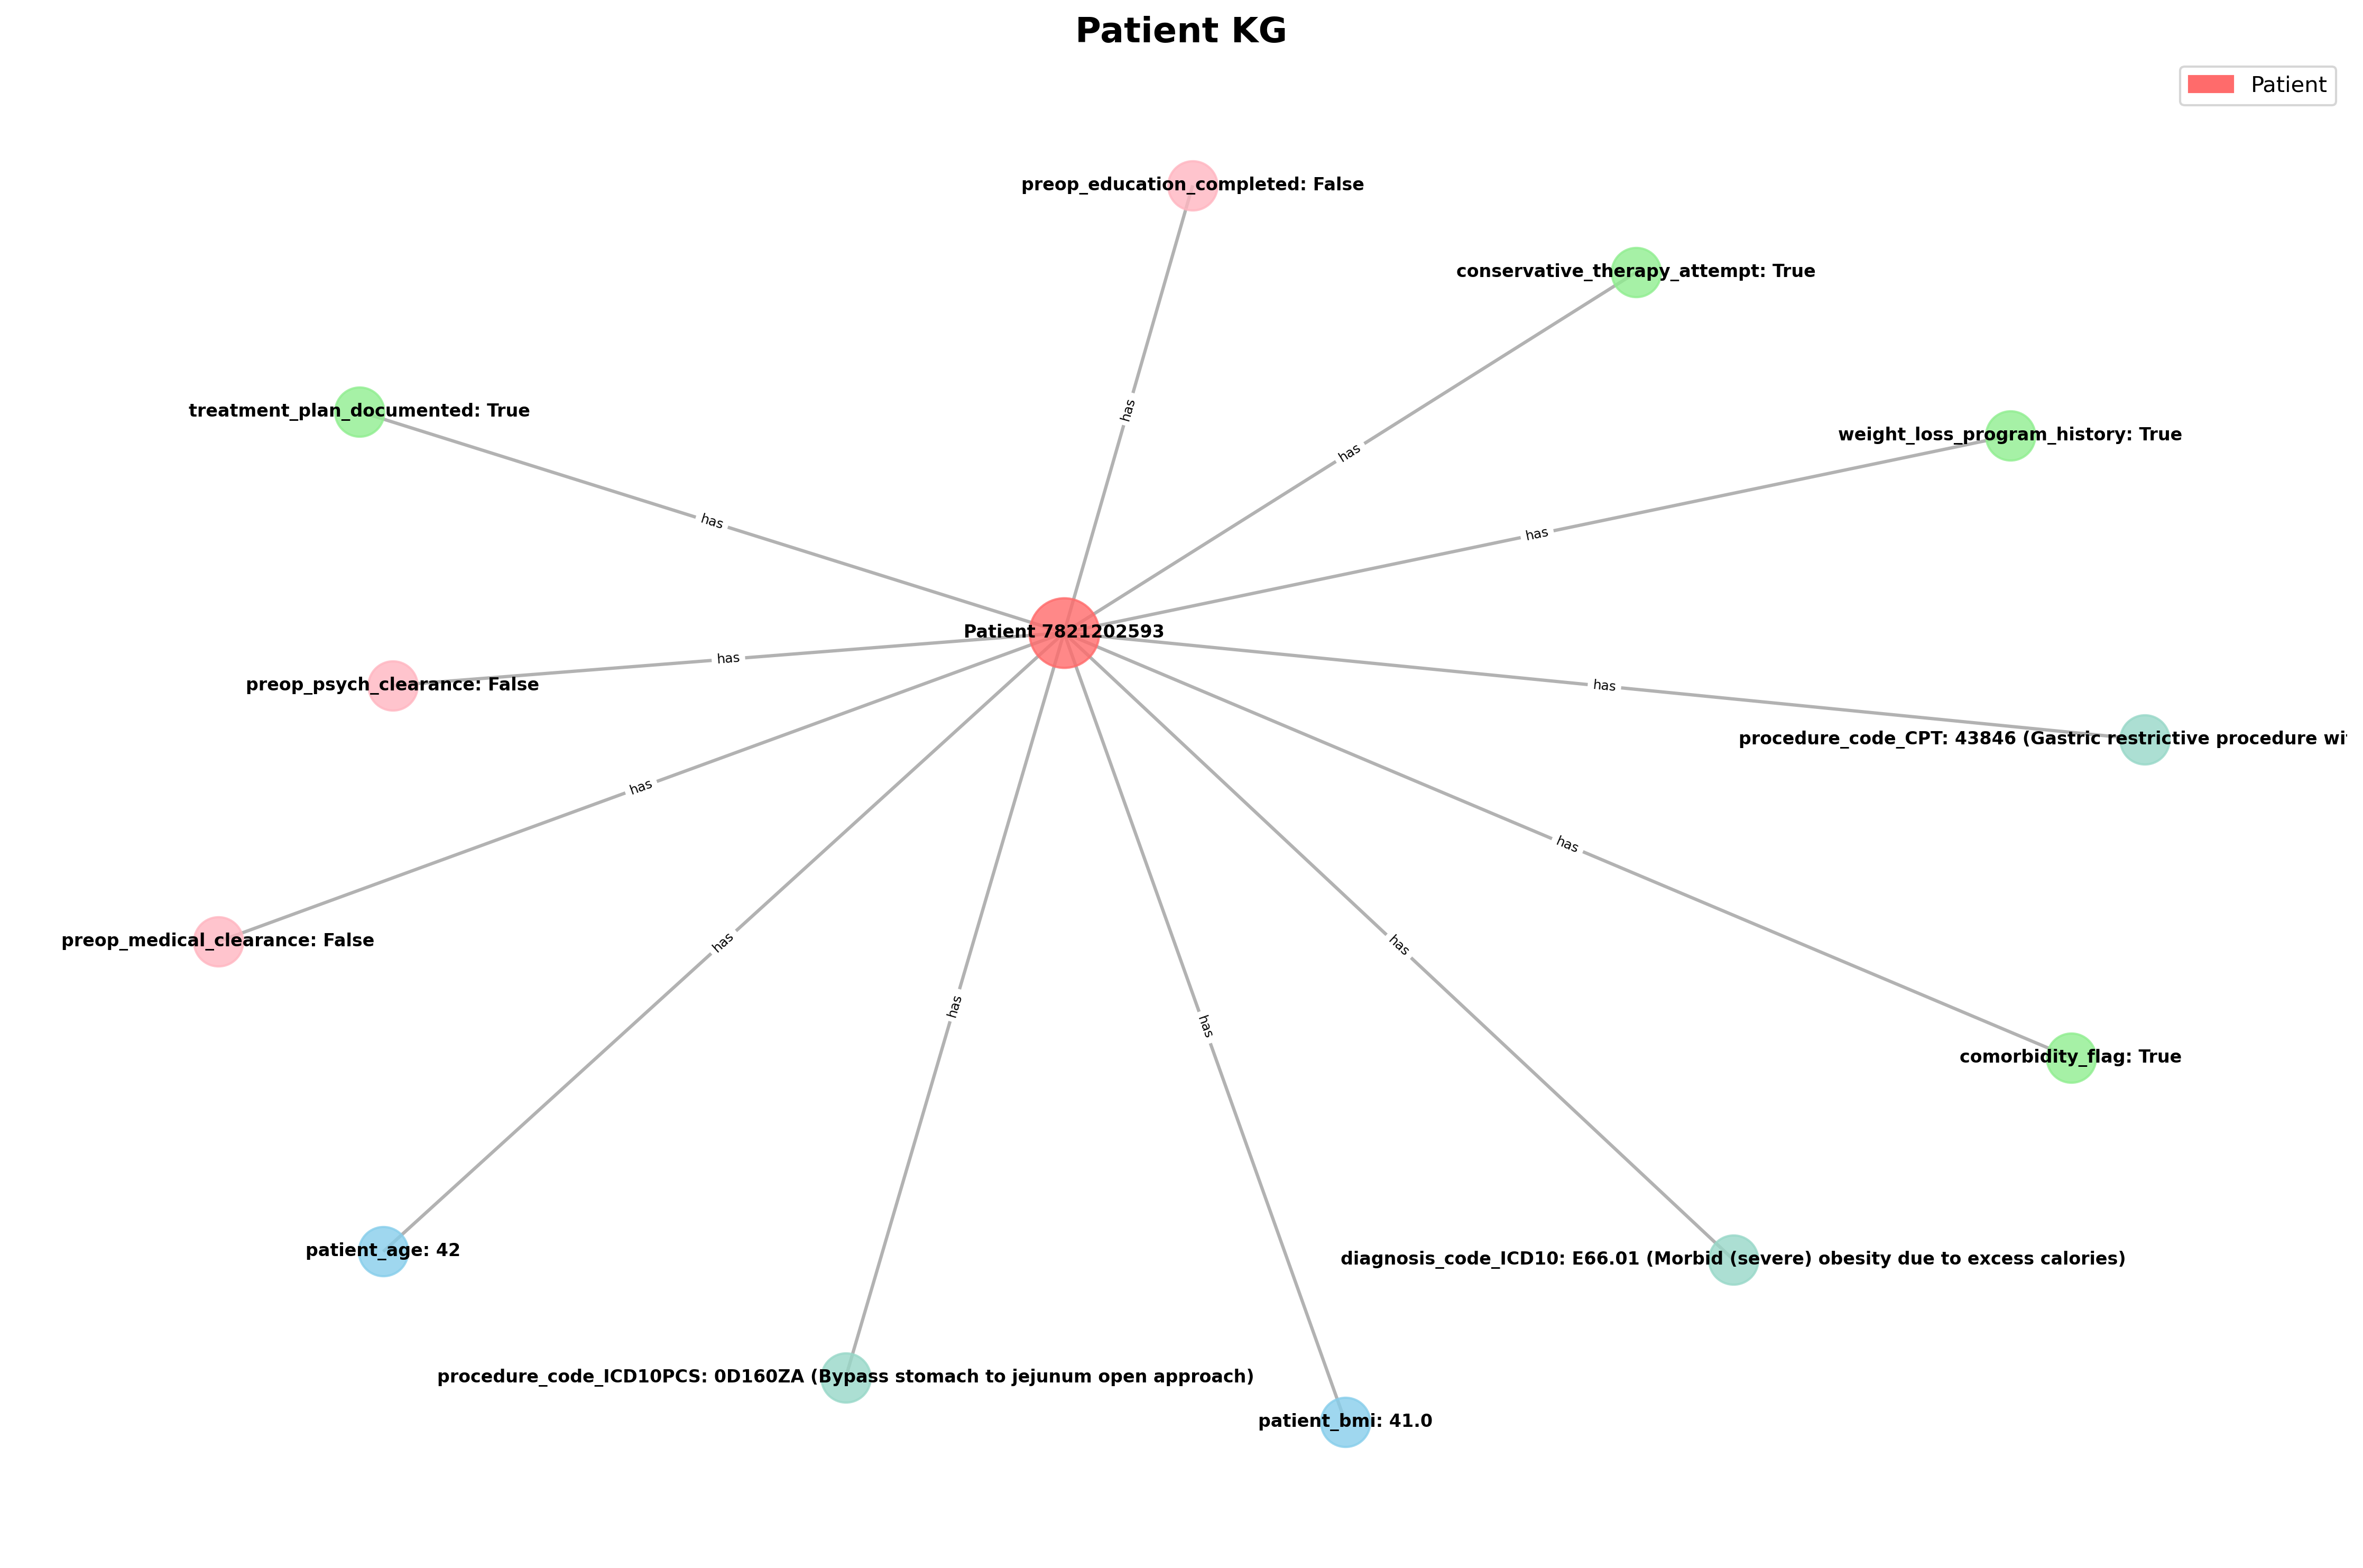 Patient KG
Patient
preop_education_completed: False
conservative_therapy_attempt: True
treatment_plan_documented: True
weight_loss_program_history: True
has
has
has
has
Patient 7821202593
has
preop_psych_clearance: False
has
procedure_code_CPT: 43846 (Gastric restrictive procedure
has
has
preop_medical_clearance: False
has
has
has
has
comorbidity_flag: True
patient_age: 42
diagnosis_code_ICD10: E66.01 (Morbid (severe) obesity due to excess calories)
procedure_code_ICD10PCS: 0D160ZA (Bypass stomach to jejunum open approach)
patient_bmi: 41.0